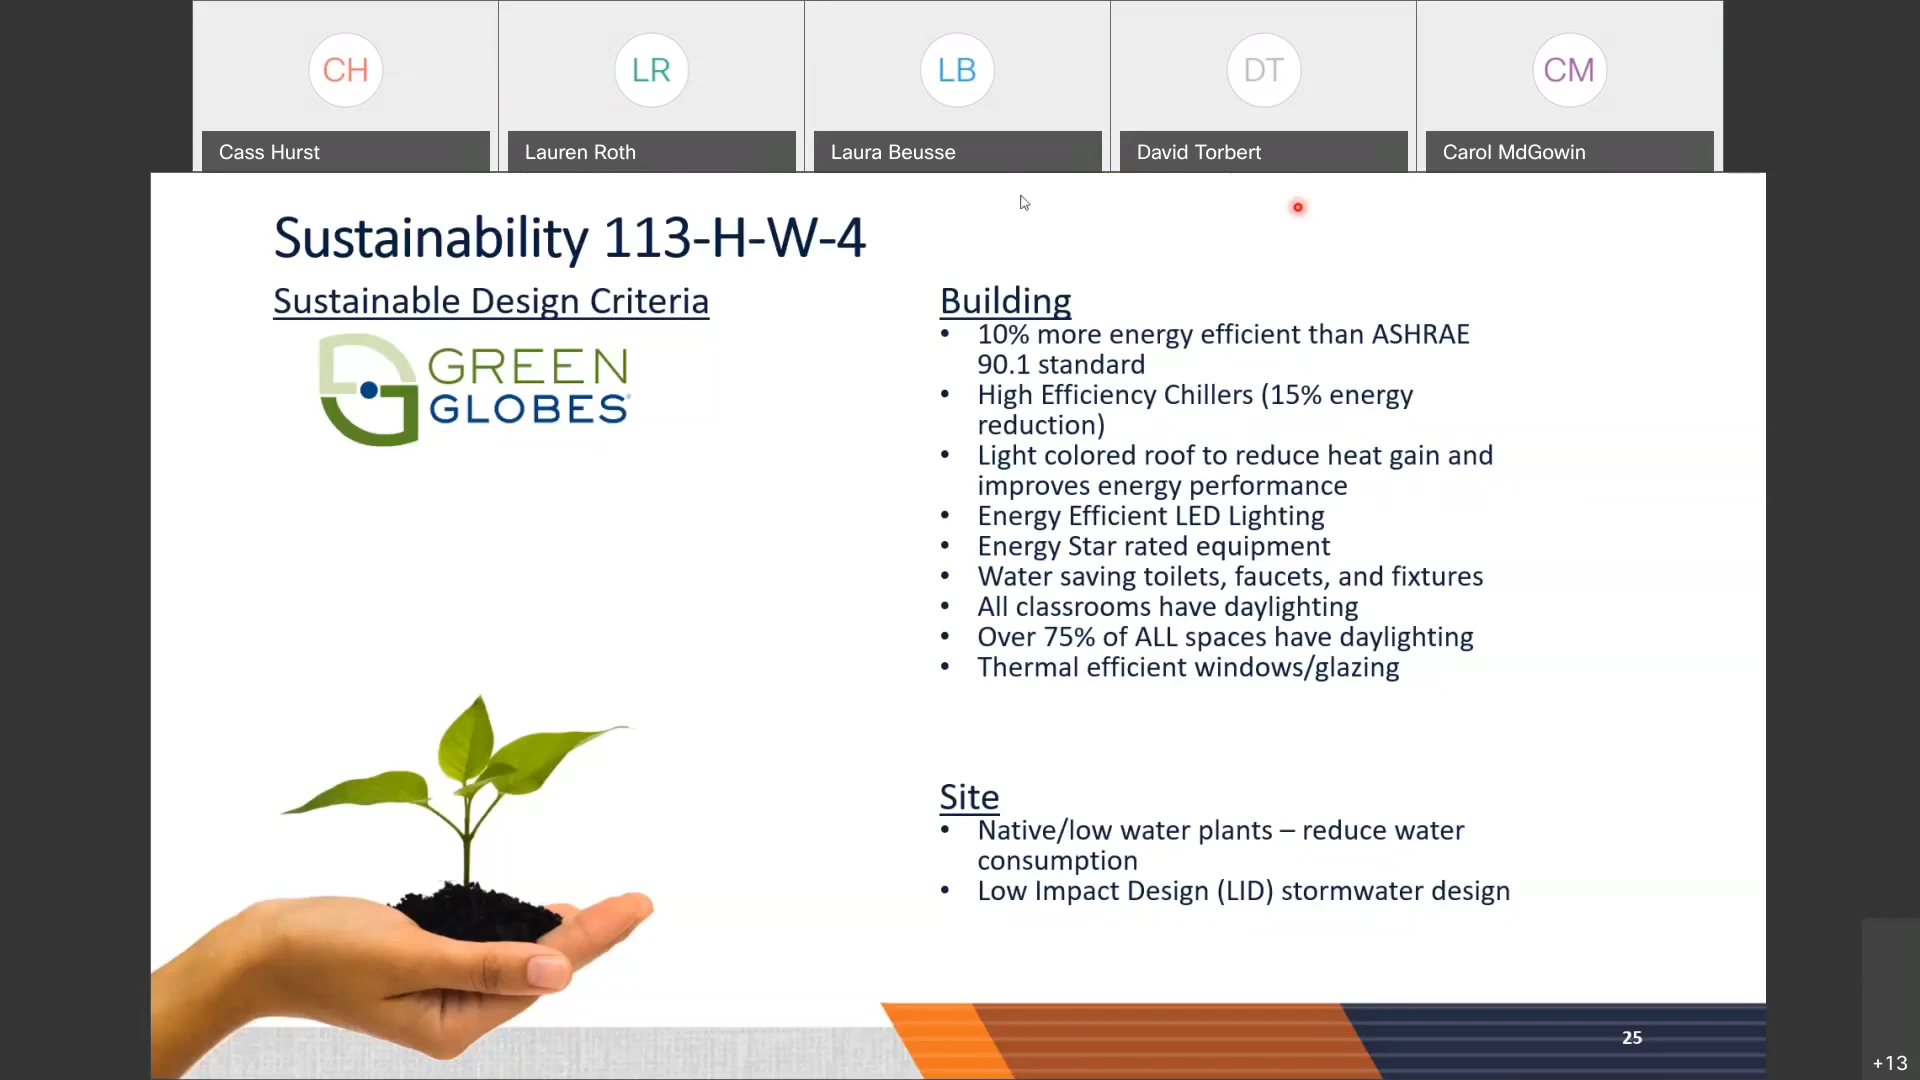 CH
LR
LB
DT
CM
Cass Hurst
Lauren Roth
Laura Beusse
David Torbert
Carol MdGowin
Sustainability 113-H-W-4
Sustainable Design Criteria
GREEN
GLOBES
Building
• 10% more energy efficient than ASHRAE
90.1 standard
• High Efficiency Chillers (15% energy
reduction)
• Light colored roof to reduce heat gain and
improves energy performance
• Energy Efficient LED Lighting
• Energy Star rated equipment
• Water saving toilets, faucets, and fixtures
• All classrooms have daylighting
• Over 75% of ALL spaces have daylighting
• Thermal efficient windows/glazing
Site
• Native/low water plants – reduce water
consumption
• Low Impact Design (LID) stormwater design
25
+13